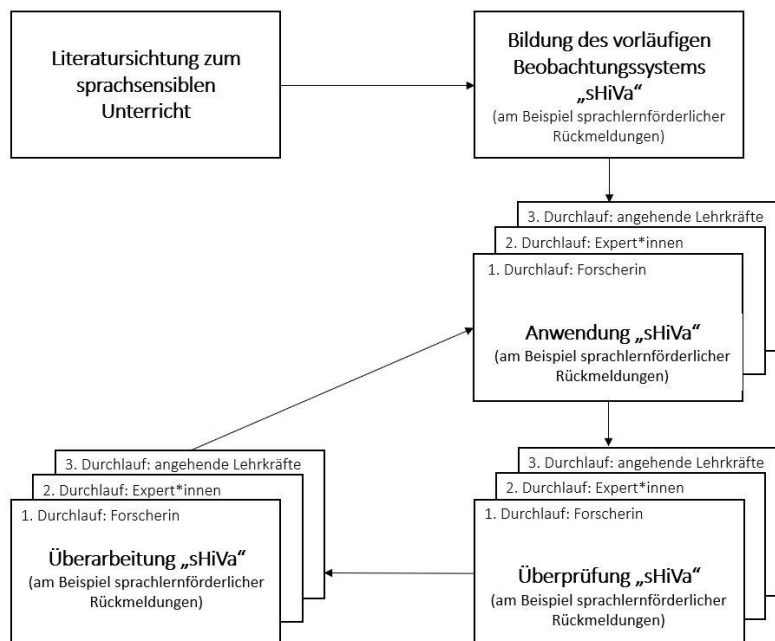 Literatursichtung zum
sprachsensiblen
Unterricht
Bildung des vorläufigen
Beobachtungssystems
„sHiVa“
(am Beispiel sprachlernförderlicher
Rückmeldungen)
3. Durchlauf: angehende Lehrkräfte
2. Durchlauf: Expert*innen
1. Durchlauf: Forscherin
Anwendung „sHiVa“
(am Beispiel sprachlernförderlicher
Rückmeldungen)
3. Durchlauf: angehende Lehrkräfte
2. Durchlauf: Expert*innen
1. Durchlauf: Forscherin
Überarbeitung „sHiVa“
(am Beispiel sprachlernförderlicher
Rückmeldungen)
3. Durchlauf: angehende Lehrkräfte
2. Durchlauf: Expert*innen
1. Durchlauf: Forscherin
Überprüfung „sHiVa“
(am Beispiel sprachlernförderlicher
Rückmeldungen)